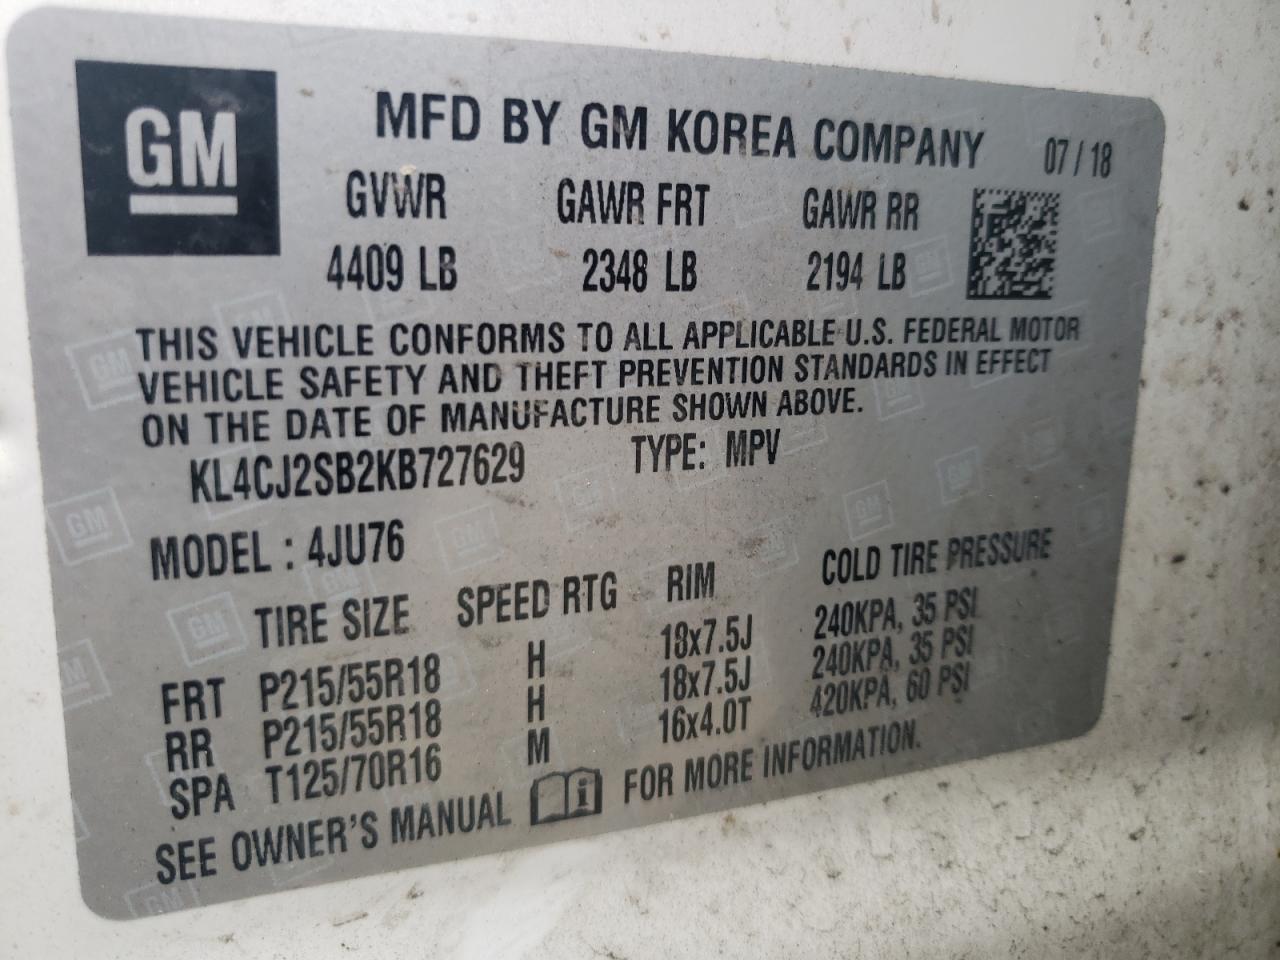 GM
MFD BY GM KOREA COMPANY 07/18
GVWR GAWR FRT GAWR RR
4409 LB 2348 LB 2194 LB
THIS VEHICLE CONFORMS TO ALL APPLICABLE U.S. FEDERAL MOTOR
VEHICLE SAFETY AND THEFT PREVENTION STANDARDS IN EFFECT
ON THE DATE OF MANUFACTURE SHOWN ABOVE.
KL4CJ2SB2KB727629 TYPE: MPV
MODEL : 4JU76
TIRE SIZE SPEED RTG RIM COLD TIRE PRESSURE
FRT P215/55R18 H 18x7.5J 240KPA, 35 PSI
RR P215/55R18 H 18x7.5J 240KPA, 35 PSI
SPA T125/70R16 M 16x4.0T 420KPA, 60 PSI
SEE OWNER'S MANUAL i FOR MORE INFORMATION.